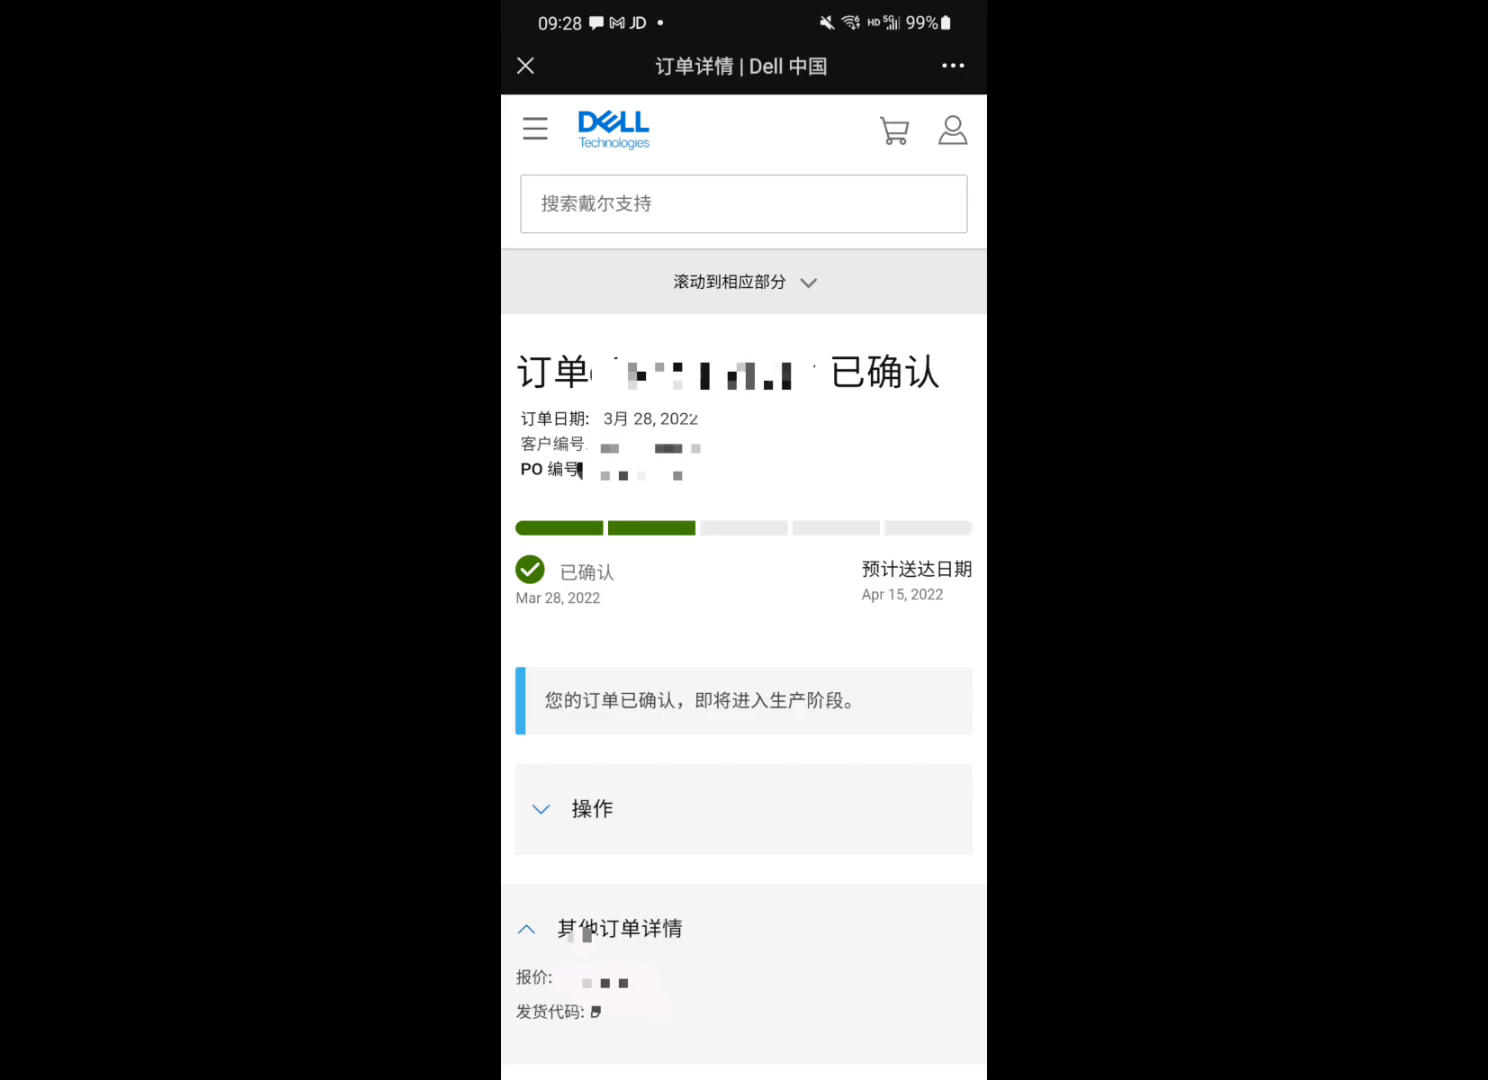 09:28 JD HD 5G 99%
订单详情 | Dell 中国
DELL
Technologies
搜索戴尔支持
滚动到相应部分
订单 已确认
订单日期: 3月 28, 2022
客户编号
PO 编号
已确认
Mar 28, 2022
预计送达日期
Apr 15, 2022
您的订单已确认，即将进入生产阶段。
操作
其他订单详情
报价:
发货代码: